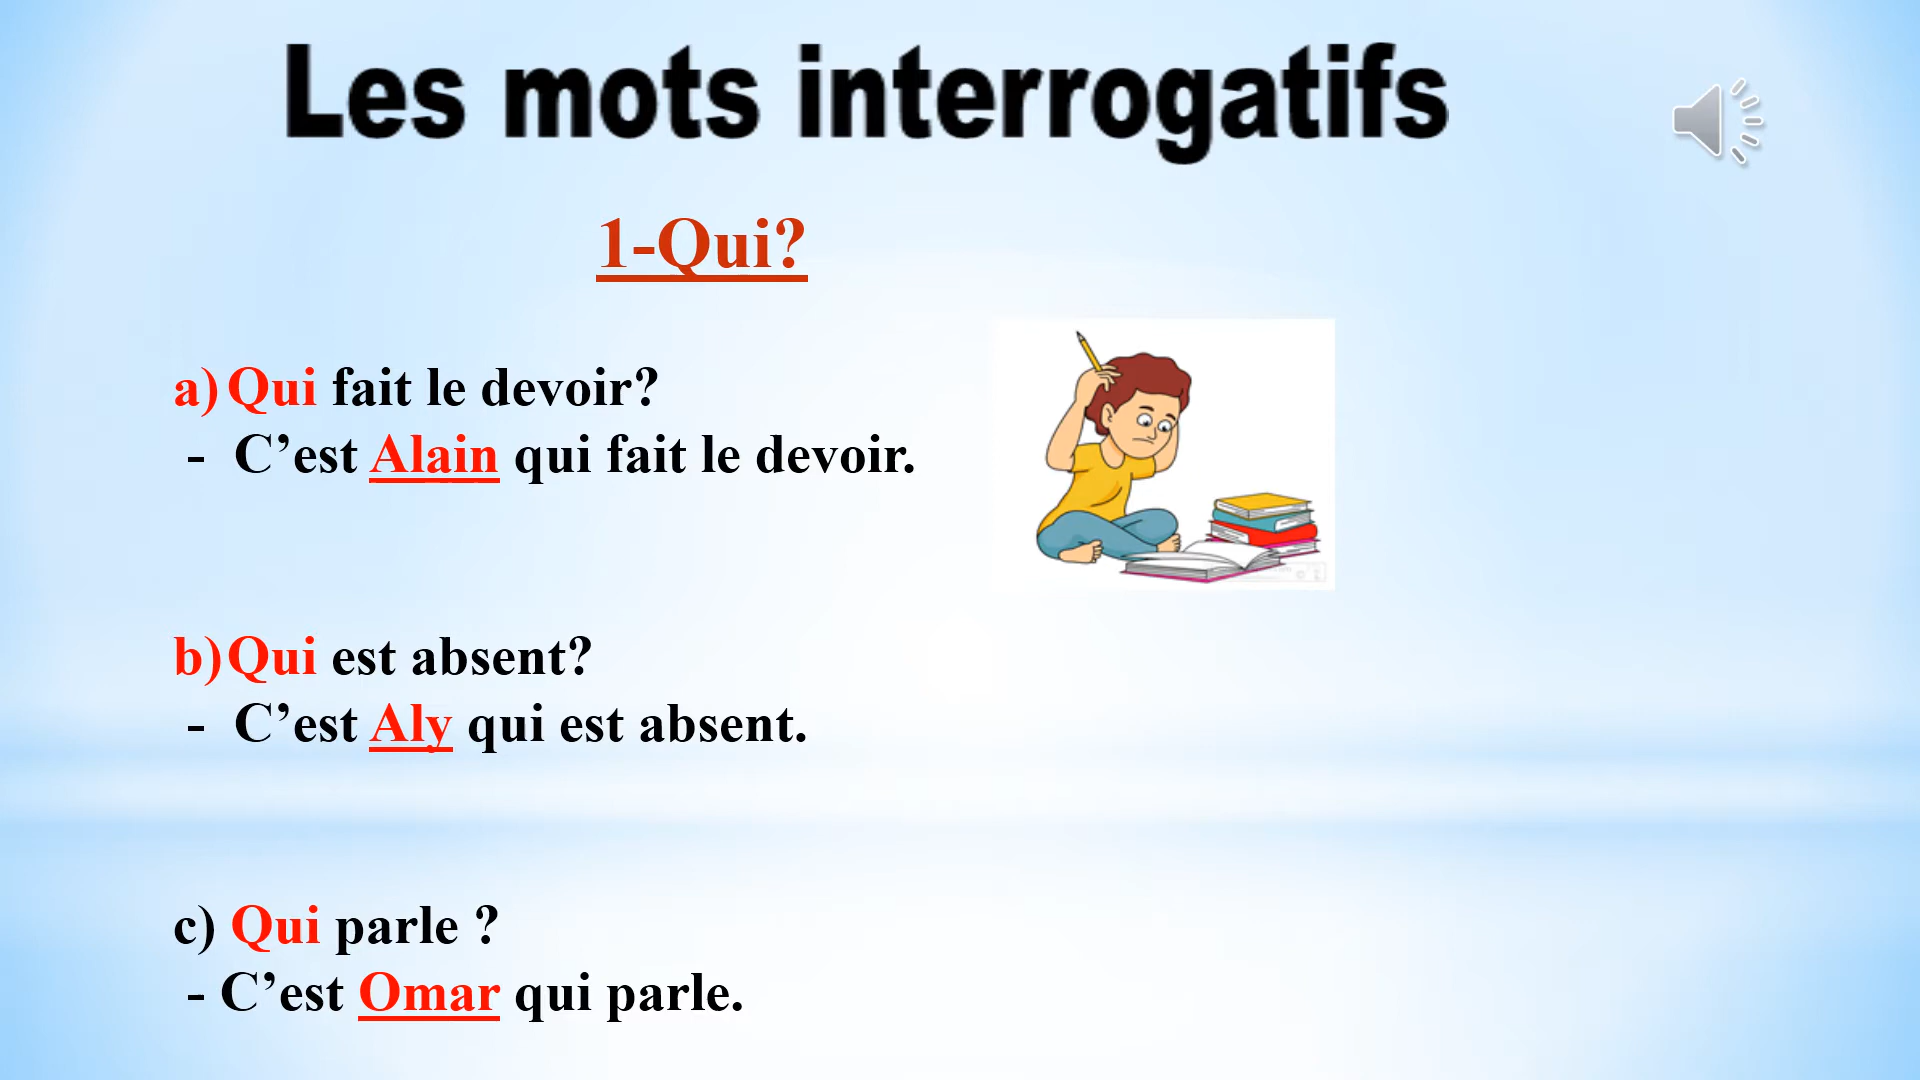 Les mots interrogatifs
1-Qui?
a) Qui fait le devoir?
- C’est Alain qui fait le devoir.
b) Qui est absent?
- C’est Aly qui est absent.
c) Qui parle ?
- C’est Omar qui parle.